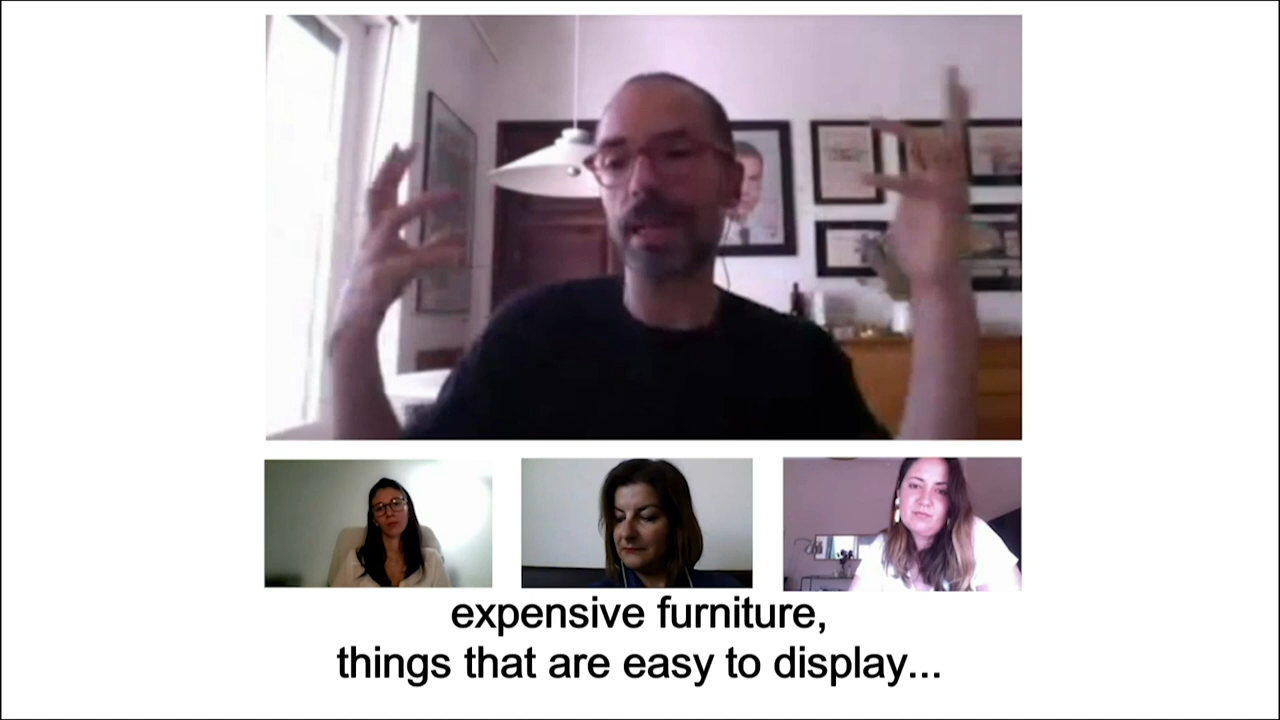 expensive furniture,
things that are easy to display...